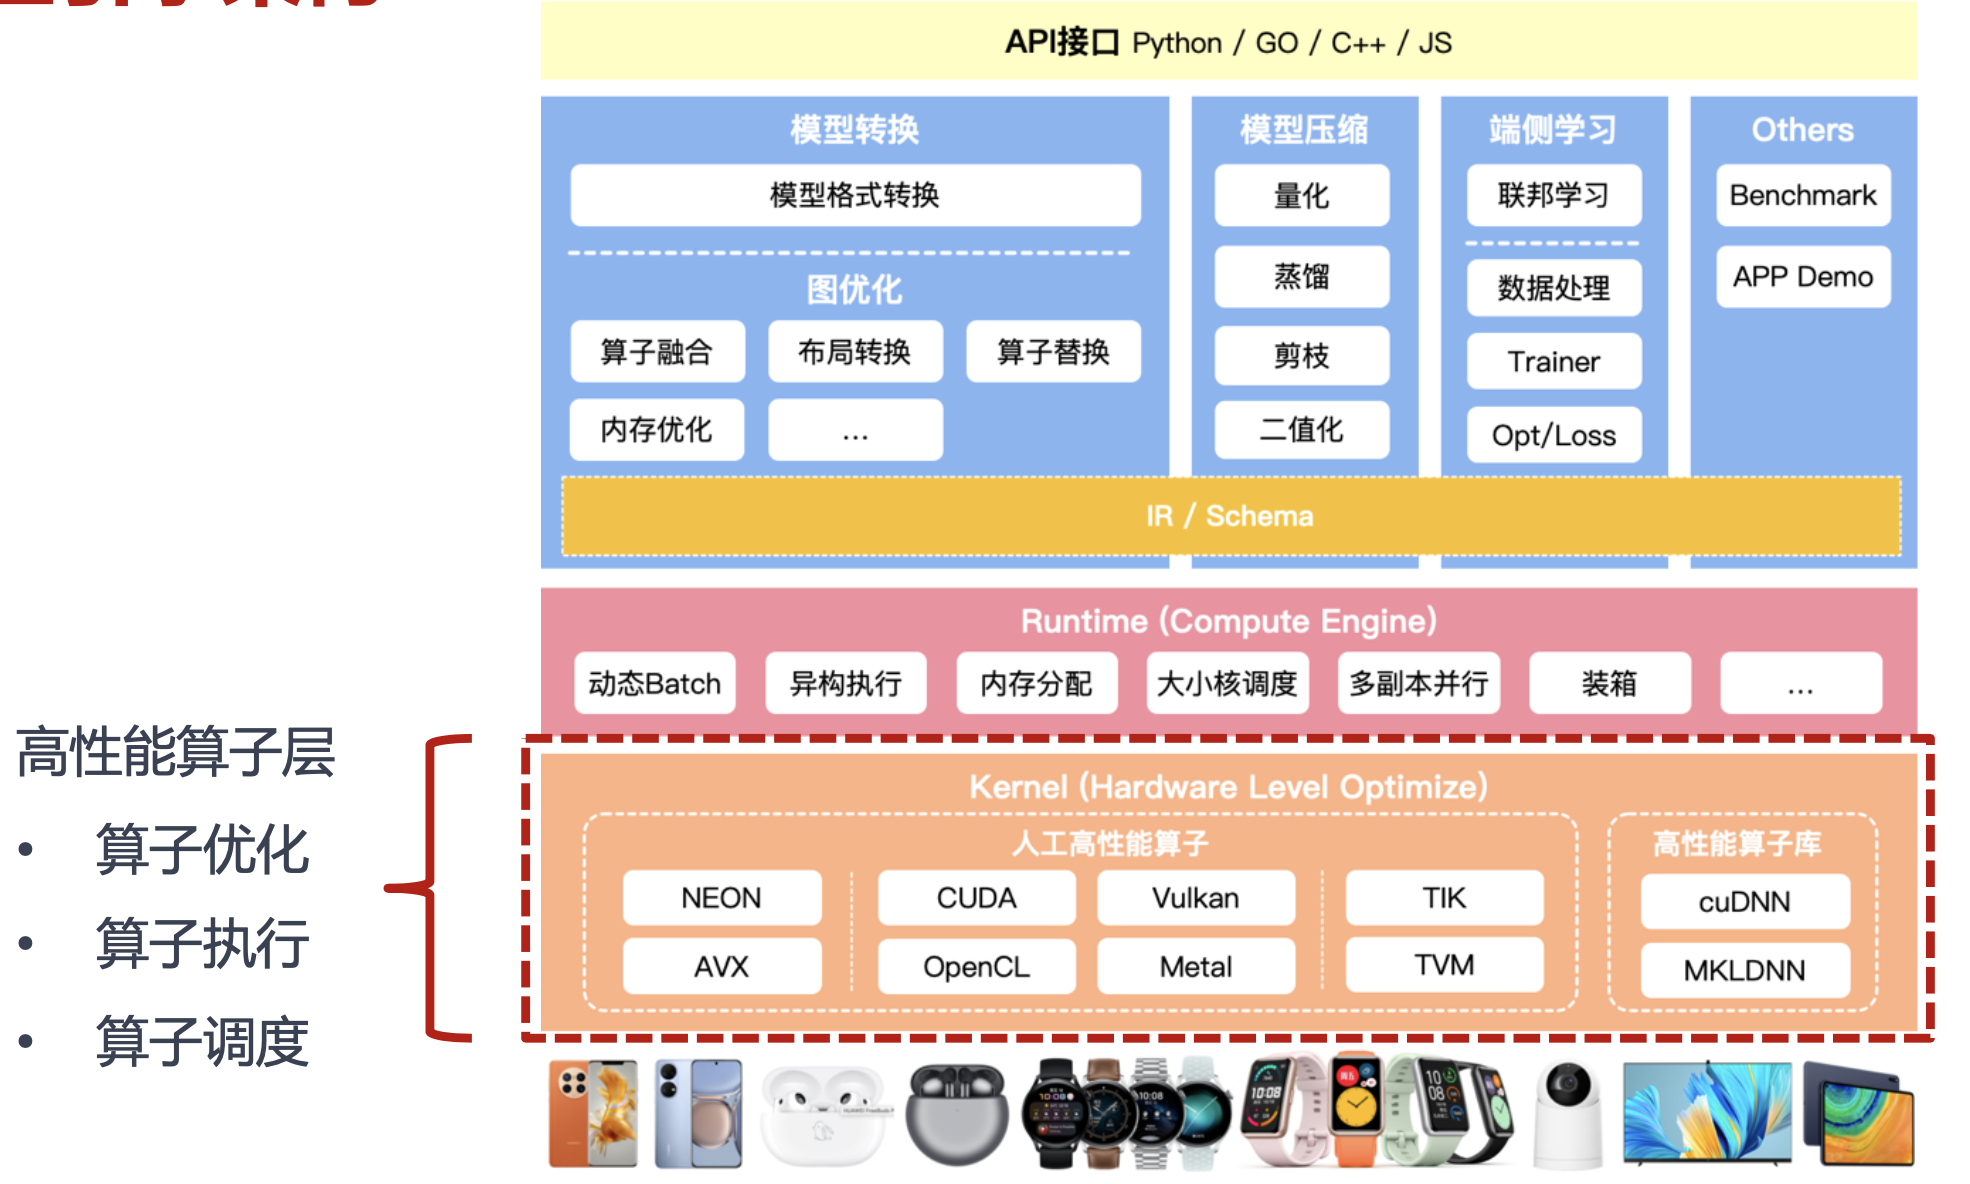 API接口 Python / GO / C++ / JS
模型转换
模型格式转换
图优化
算子融合 布局转换 算子替换
内存优化 ...
模型压缩
量化
蒸馏
剪枝
二值化
端侧学习
联邦学习
数据处理
Trainer
Opt/Loss
Others
Benchmark
APP Demo
IR / Schema
Runtime (Compute Engine)
动态Batch 异构执行 内存分配 大小核调度 多副本并行 装箱 ...
高性能算子层
• 算子优化
• 算子执行
• 算子调度
Kernel (Hardware Level Optimize)
人工高性能算子
NEON CUDA Vulkan TIK
AVX OpenCL Metal TVM
高性能算子库
cuDNN
MKLDNN
10:08
10:08
10
08